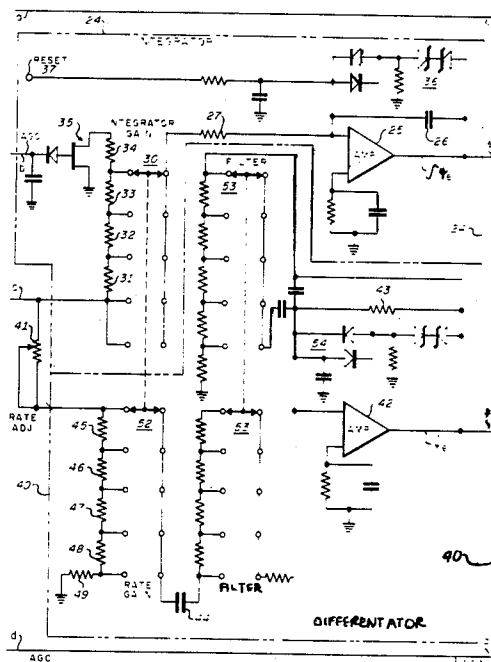 24
INTEGRATOR
RESET
37
36
35
INTEGRATOR
GAIN
27
AGC
34
30
FILTER
53
25
AMP
26
33
32
31
43
41
54
RATE
ADJ
42
AMP
45
52
53
46
47
48
49
RATE
GAIN
FILTER
44
40
DIFFERENTATOR
d
AGC